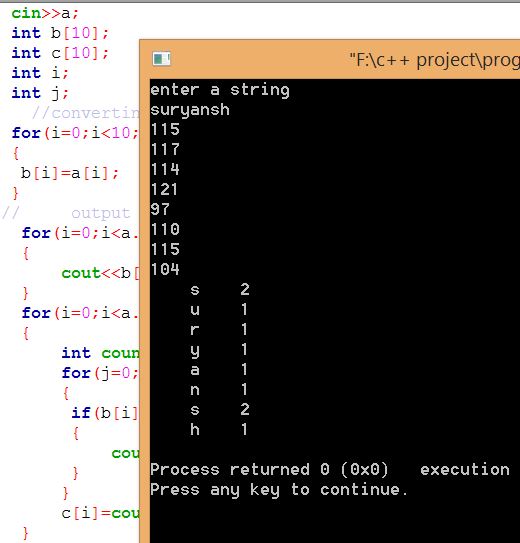 cin>>a;
int b[10];
int c[10];
int i;
int j;
//convertin
for(i=0;i<10;
{
b[i]=a[i];
}
// output
for(i=0;i<a.
{
cout<<b[
}
for(i=0;i<a.
{
int coun
for(j=0;
{
if(b[i]
{
cou
}
}
c[i]=cou
}
"F:\c++ project\prog
enter a string
suryansh
115
117
114
121
97
110
115
104
s 2
u 1
r 1
y 1
a 1
n 1
s 2
h 1
Process returned 0 (0x0) execution
Press any key to continue.